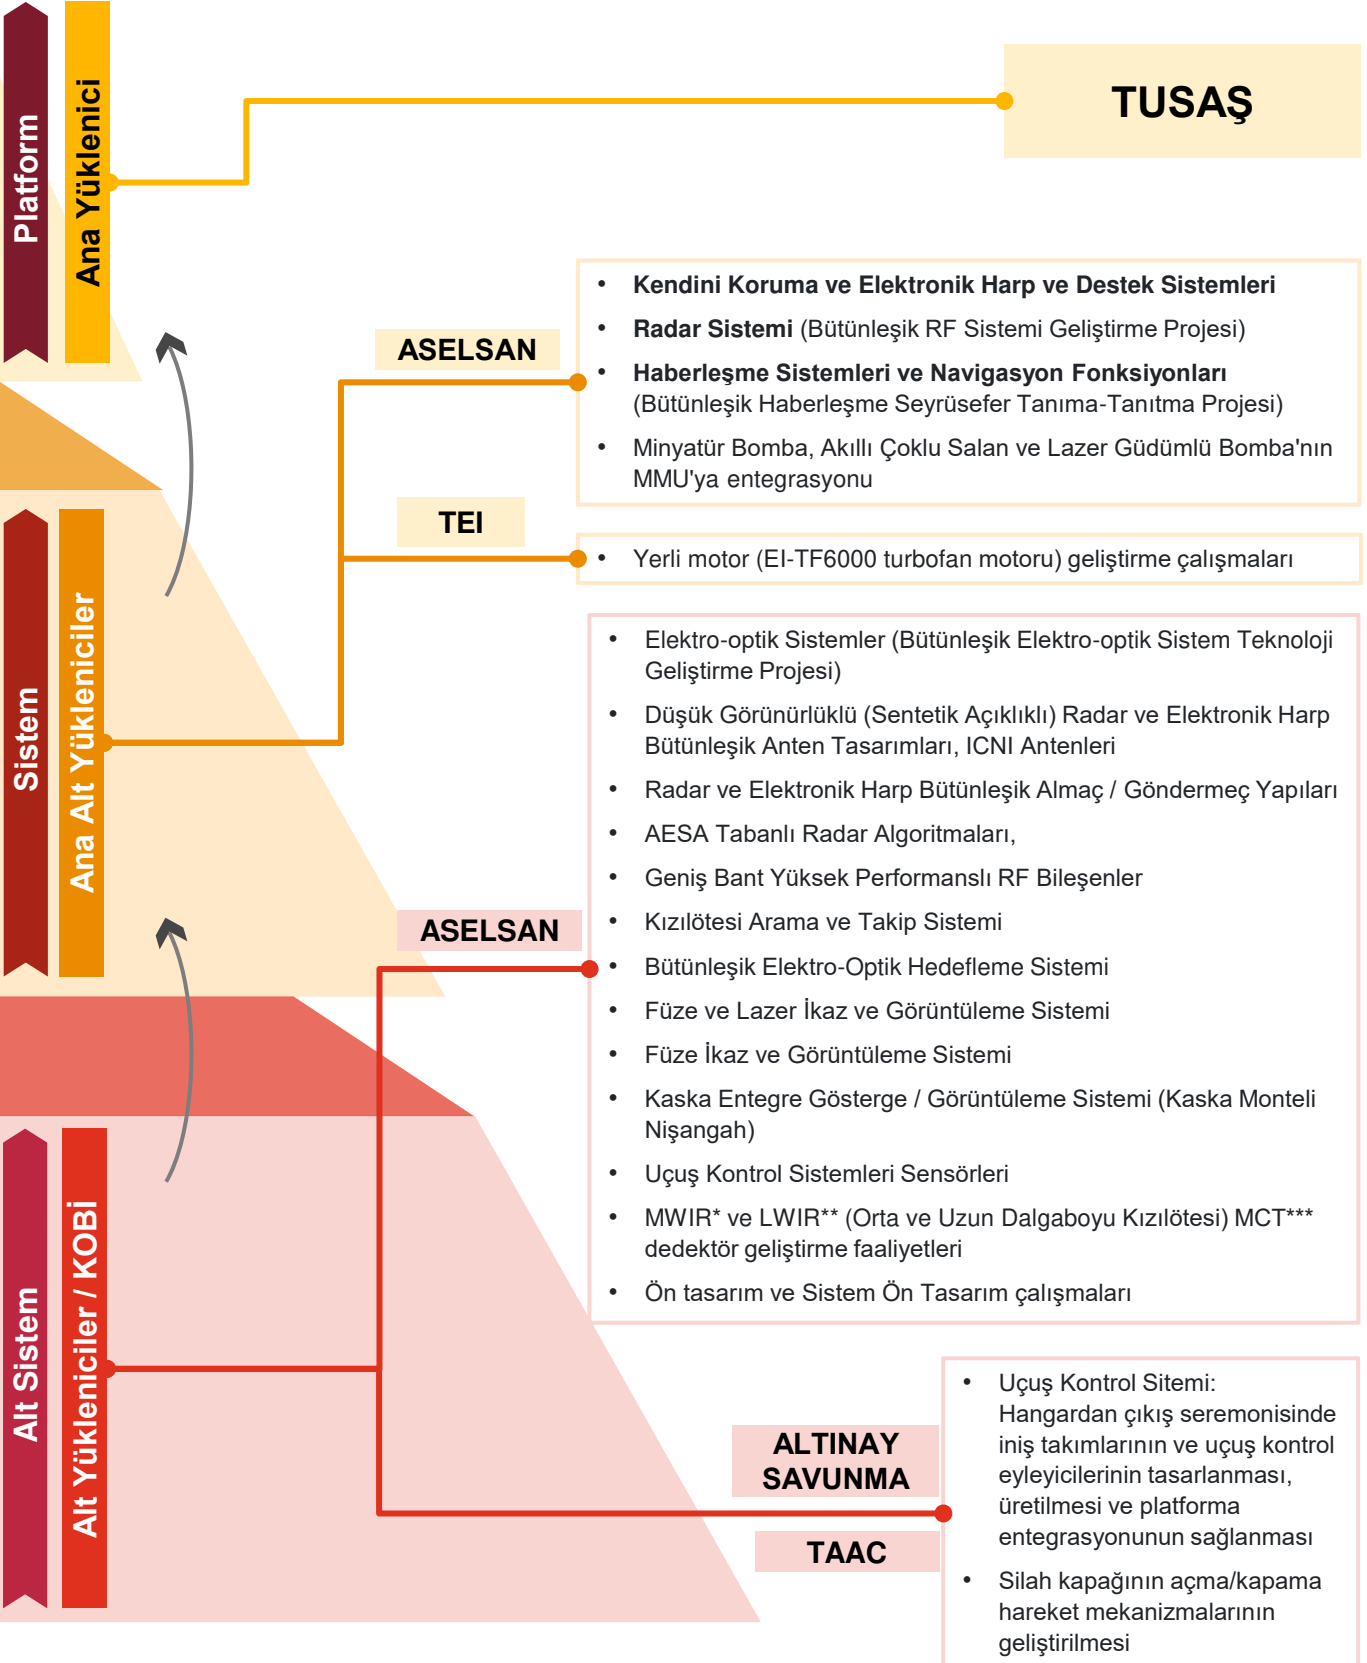 Platform
Ana Yüklenici
TUSAŞ
ASELSAN
• Kendini Koruma ve Elektronik Harp ve Destek Sistemleri
• Radar Sistemi (Bütünleşik RF Sistemi Geliştirme Projesi)
• Haberleşme Sistemleri ve Navigasyon Fonksiyonları
(Bütünleşik Haberleşme Seyrüsefer Tanıma-Tanıtma Projesi)
• Minyatür Bomba, Akıllı Çoklu Salan ve Lazer Güdümlü Bomba'nın
MMU'ya entegrasyonu
Sistem
Ana Alt Yükleniciler
TEI
• Yerli motor (EI-TF6000 turbofan motoru) geliştirme çalışmaları
ASELSAN
• Elektro-optik Sistemler (Bütünleşik Elektro-optik Sistem Teknoloji
Geliştirme Projesi)
• Düşük Görünürlüklü (Sentetik Açıklıklı) Radar ve Elektronik Harp
Bütünleşik Anten Tasarımları, ICNI Antenleri
• Radar ve Elektronik Harp Bütünleşik Almaç / Göndermeç Yapıları
• AESA Tabanlı Radar Algoritmaları,
• Geniş Bant Yüksek Performanslı RF Bileşenler
• Kızılötesi Arama ve Takip Sistemi
• Bütünleşik Elektro-Optik Hedefleme Sistemi
• Füze ve Lazer İkaz ve Görüntüleme Sistemi
• Füze İkaz ve Görüntüleme Sistemi
• Kaska Entegre Gösterge / Görüntüleme Sistemi (Kaska Monteli
Nişangah)
• Uçuş Kontrol Sistemleri Sensörleri
• MWIR* ve LWIR** (Orta ve Uzun Dalgaboyu Kızılötesi) MCT***
dedektör geliştirme faaliyetleri
• Ön tasarım ve Sistem Ön Tasarım çalışmaları
Alt Sistem
Alt Yükleniciler / KOBİ
ALTINAY
SAVUNMA
TAAC
• Uçuş Kontrol Sitemi:
Hangardan çıkış seremonisinde
iniş takımlarının ve uçuş kontrol
eyleyicilerinin tasarlanması,
üretilmesi ve platforma
entegrasyonunun sağlanması
• Silah kapağının açma/kapama
hareket mekanizmalarının
geliştirilmesi